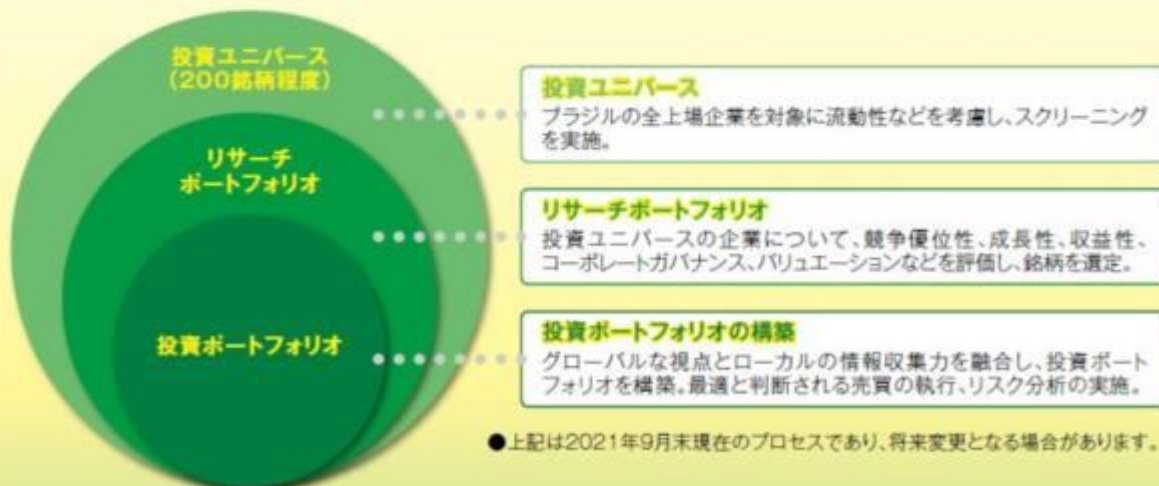 投資ユニバース
(200銘柄程度)
リサーチ
ポートフォリオ
投資ポートフォリオ
投資ユニバース
ブラジルの全上場企業を対象に流動性などを考慮し、スクリーニング
を実施。
リサーチポートフォリオ
投資ユニバースの企業について、競争優位性、成長性、収益性、
コーポレートガバナンス、バリュエーションなどを評価し、銘柄を選定。
投資ポートフォリオの構築
グローバルな視点とローカルの情報収集力を融合し、投資ポート
フォリオを構築。最適と判断される売買の執行、リスク分析の実施。
●上記は2021年9月末現在のプロセスであり、将来変更となる場合があります。